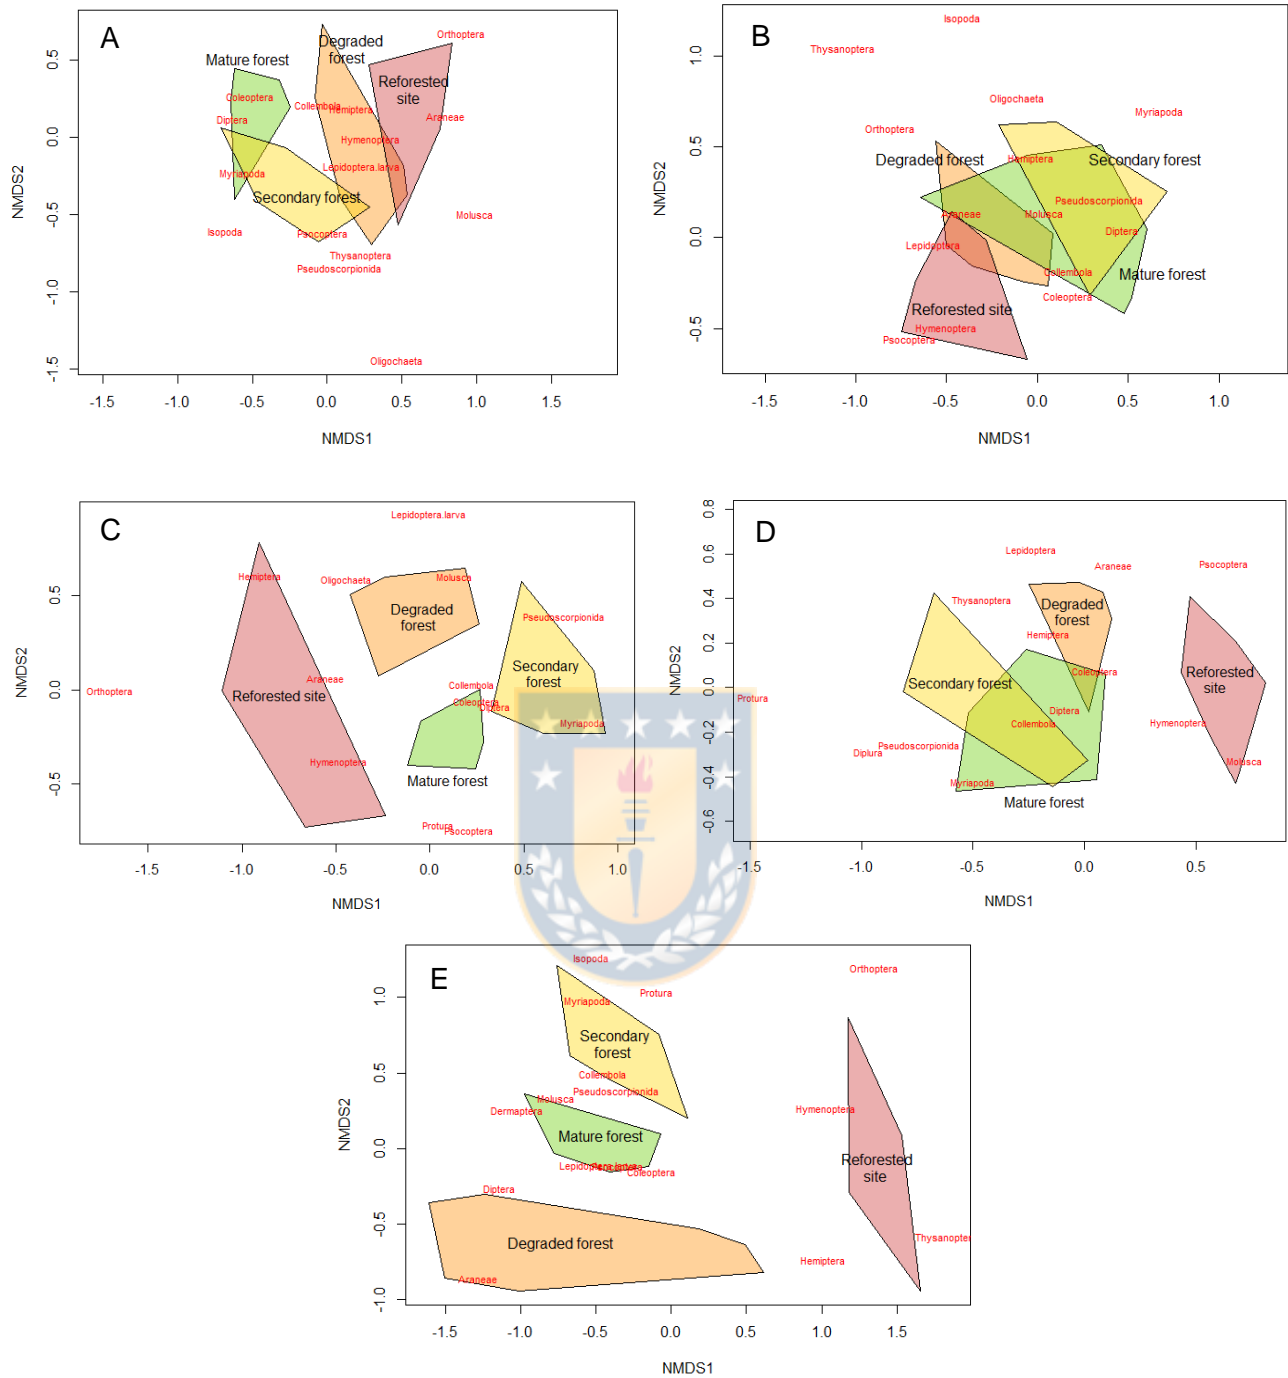 A
Orthoptera
Degraded
forest
Mature forest
Reforested
site
Coleoptera
Collembola
Hemiptera
Araneae
Diptera
Hymenoptera
Lepidoptera.larva
Myriapoda
Secondary forest
Molusca
Isopoda
Psncoptera
Thysanoptera
Pseudoscorpionida
Oligochaeta
0.5
0.0
-0.5
-1.0
-1.5
NMDS2
-1.5 -1.0 -0.5 0.0 0.5 1.0 1.5
NMDS1
B
Isopoda
Thysanoptera
Oligochaeta
Myriapoda
Orthoptera
Degraded forest
Hemiptera
Secondary forest
Pseudoscorpionida
Araneae
Molusca
Diptera
Lepidoptera
Collembola
Mature forest
Coleoptera
Reforested site
Hymenoptera
Psocoptera
1.0
0.5
0.0
-0.5
NMDS2
-1.5 -1.0 -0.5 0.0 0.5 1.0
NMDS1
C
Lepidoptera.larva
Hemiptera
Oligochaeta
Molusca
Degraded
forest
Pseudoscorpionida
Secondary
forest
Araneae
Orthoptera
Reforested site
Collembola
Coleoptera
Diptera
Myriapoda
Hymenoptera
Mature forest
Protura
Psocoptera
0.5
0.0
-0.5
NMDS2
-1.5 -1.0 -0.5 0.0 0.5 1.0
NMDS1
D
Lepidoptera
Araneae
Psocoptera
Thysanoptera
Degraded
forest
Hemiptera
Coleoptera
Reforested
site
Secondary forest
Protura
Diptera
Collembola
Hymenoptera
Pseudoscorpionida
Diplura
Molusca
Myriapoda
Mature forest
0.8
0.6
0.4
0.2
0.0
-0.2
-0.4
-0.6
NMDS2
-1.5 -1.0 -0.5 0.0 0.5
NMDS1
E
Isopoda
Orthoptera
Protura
Myriapoda
Secondary
forest
Collembola
Pseudoscorpionida
Molusca
Dermaptera
Hymenoptera
Mature forest
Reforested
site
Lepidoptera.larva
Coleoptera
Diptera
Degraded forest
Thysanopter
Hemiptera
Araneae
1.0
0.5
0.0
-0.5
-1.0
NMDS2
-1.5 -1.0 -0.5 0.0 0.5 1.0 1.5
NMDS1